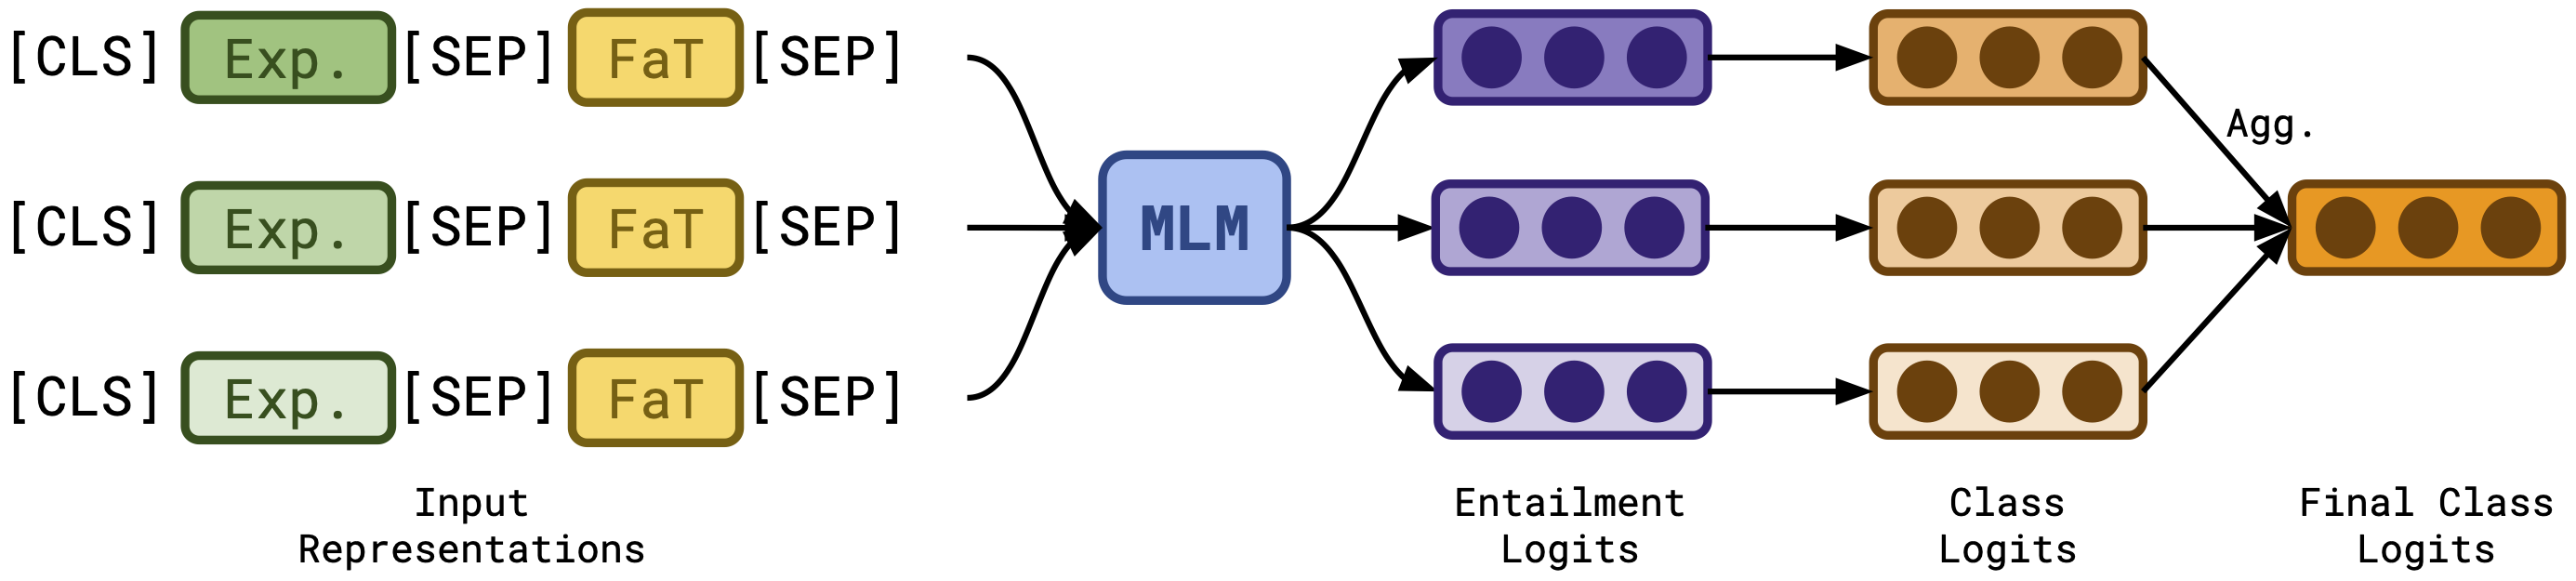 [CLS] Exp. [SEP] FaT [SEP]
Agg.
[CLS] Exp. [SEP] FaT [SEP]
MLM
[CLS] Exp. [SEP] FaT [SEP]
Input
Representations
Entailment
Logits
Class
Logits
Final Class
Logits